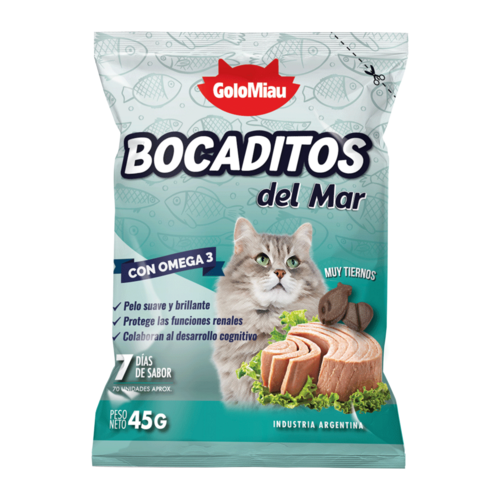 GoloMiau
BOCADITOS
del Mar
CON OMEGA 3
MUY TIERNOS
✓ Pelo suave y brillante
✓ Protege las funciones renales
✓ Colaboran al desarrollo cognitivo
7 DÍAS
DE SABOR
70 UNIDADES APROX.
PESO
NETO 45G
INDUSTRIA ARGENTINA